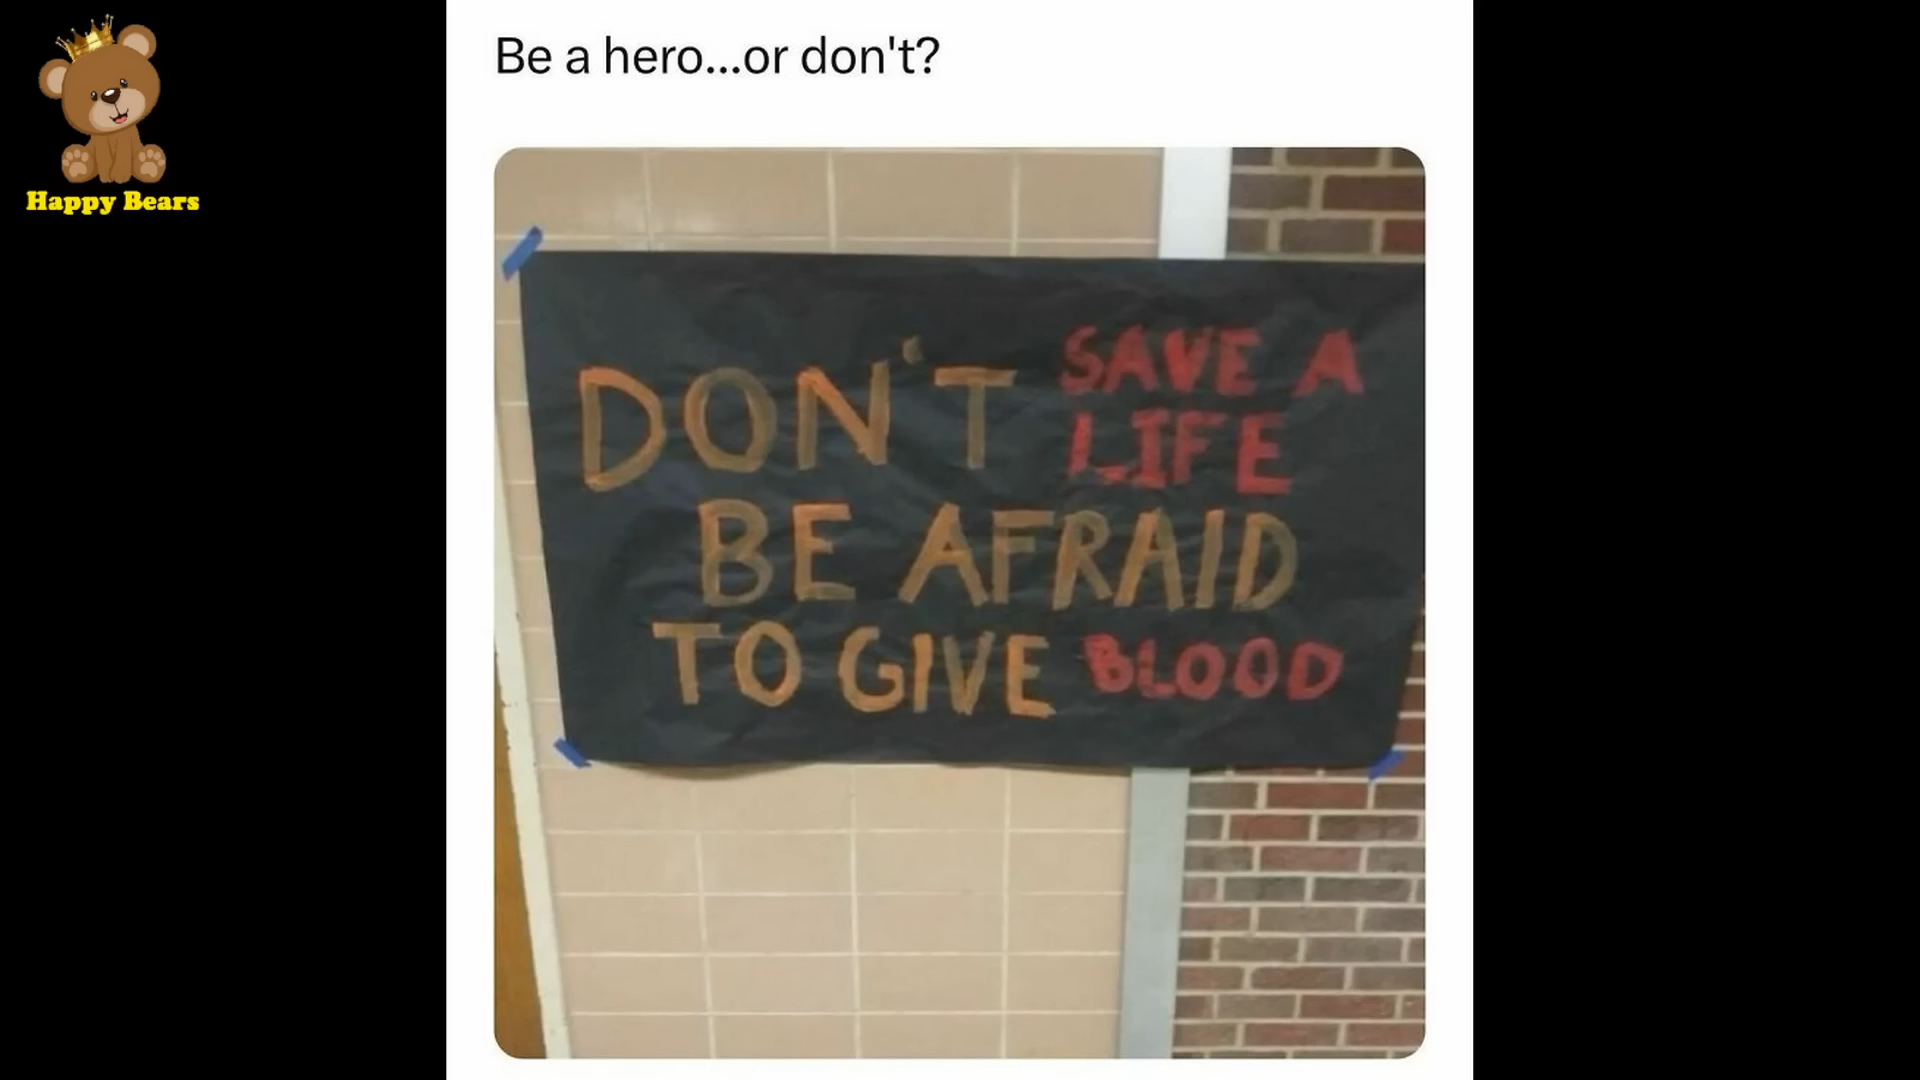 Be a hero...or don't?
Happy Bears
DON'T SAVE A
LIFE
BE AFRAID
TO GIVE BLOOD